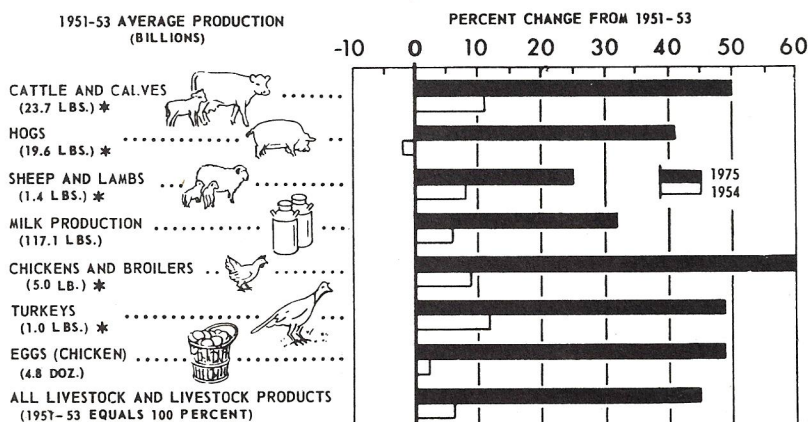 1951-53 AVERAGE PRODUCTION
(BILLIONS)
PERCENT CHANGE FROM 1951-53
-10 0 10 20 30 40 50 60
CATTLE AND CALVES
(23.7 LBS.) *
HOGS
(19.6 LBS.) *
SHEEP AND LAMBS
(1.4 LBS.) *
1975
1954
MILK PRODUCTION
(117.1 LBS.)
CHICKENS AND BROILERS
(5.0 LB.) *
TURKEYS
(1.0 LBS.) *
EGGS (CHICKEN)
(4.8 DOZ.)
ALL LIVESTOCK AND LIVESTOCK PRODUCTS
(1951-53 EQUALS 100 PERCENT)